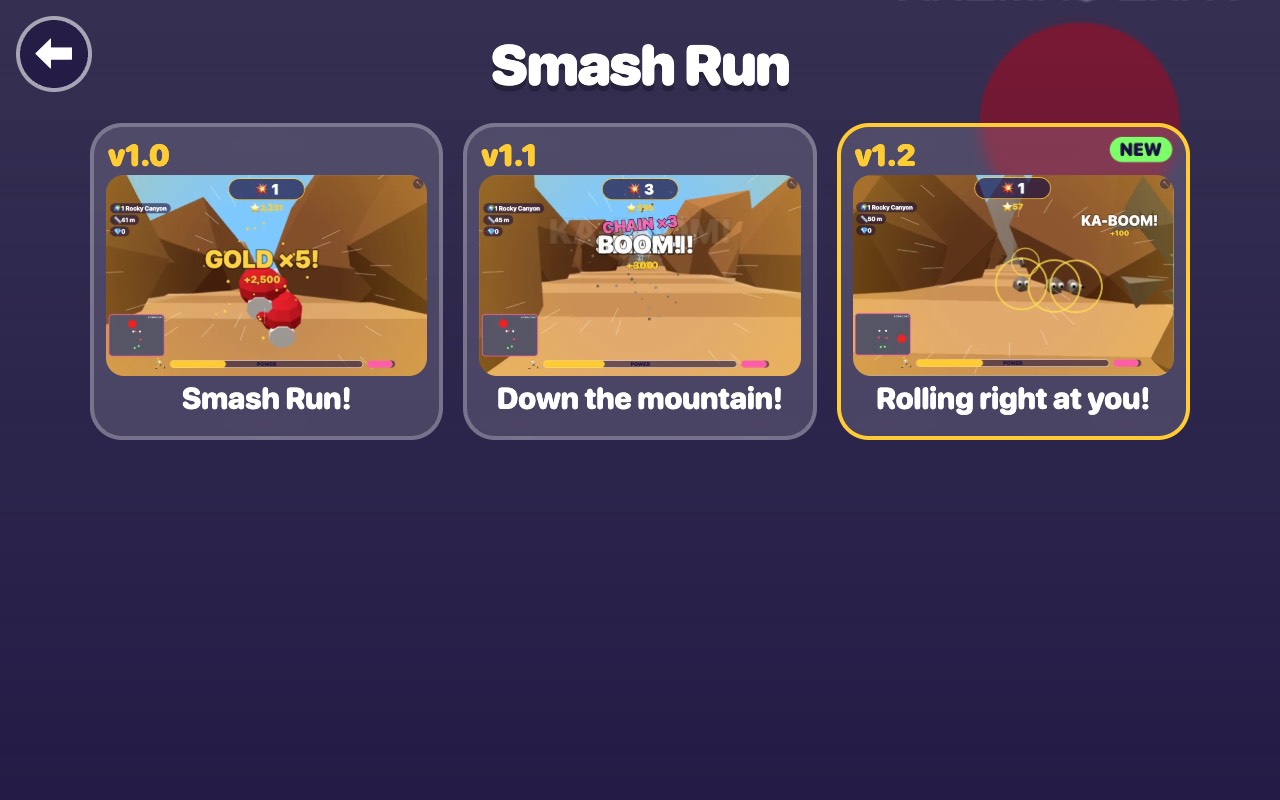 Smash Run
v1.0
1
GOLD ×5!
+2,500
1 Rocky Canyon
41 m
0
POWER
Smash Run!
v1.1
3
CHAIN ×3
1 Rocky Canyon
45 m
0
POWER
Down the mountain!
v1.2
NEW
1
57
KA-BOOM!
+100
1 Rocky Canyon
50 m
0
POWER
Rolling right at you!